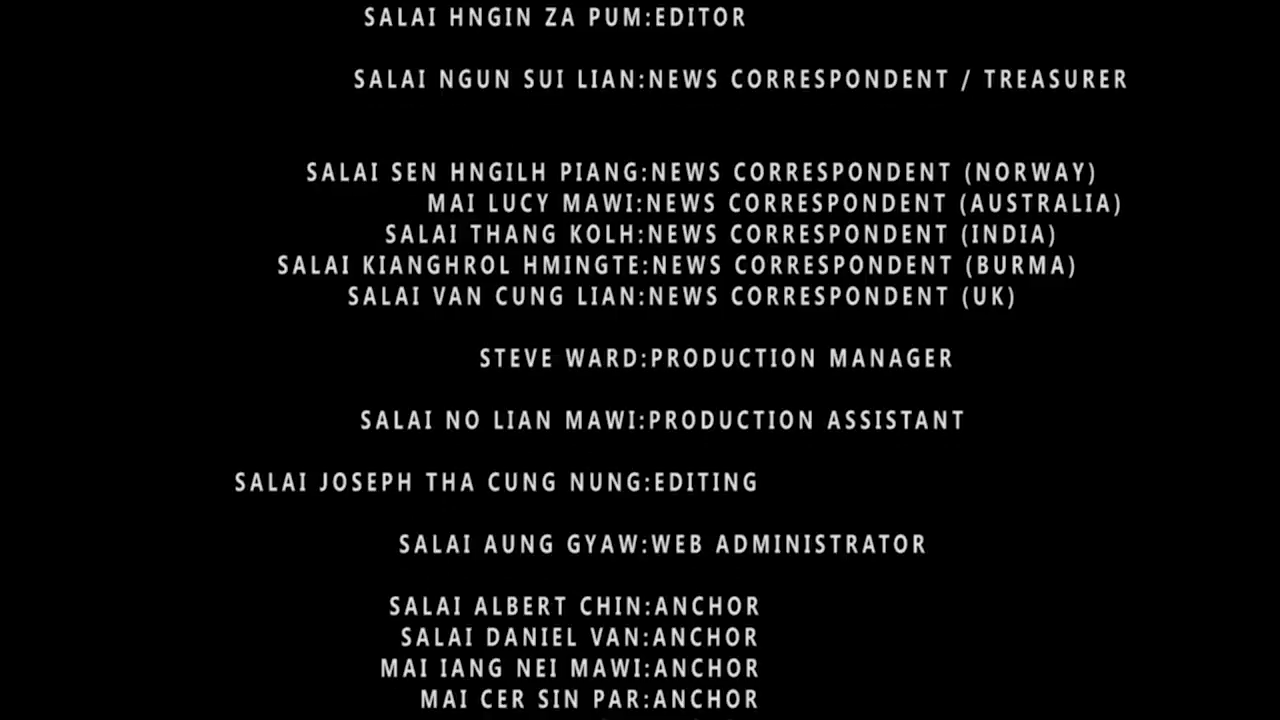 SALAI HNGIN ZA PUM:EDITOR
SALAI NGUN SUI LIAN:NEWS CORRESPONDENT / TREASURER
SALAI SEN HNGILH PIANG:NEWS CORRESPONDENT (NORWAY)
MAI LUCY MAWI:NEWS CORRESPONDENT (AUSTRALIA)
SALAI THANG KOLH:NEWS CORRESPONDENT (INDIA)
SALAI KIANGHROL HMINGTE:NEWS CORRESPONDENT (BURMA)
SALAI VAN CUNG LIAN:NEWS CORRESPONDENT (UK)
STEVE WARD:PRODUCTION MANAGER
SALAI NO LIAN MAWI:PRODUCTION ASSISTANT
SALAI JOSEPH THA CUNG NUNG:EDITING
SALAI AUNG GYAW:WEB ADMINISTRATOR
SALAI ALBERT CHIN:ANCHOR
SALAI DANIEL VAN:ANCHOR
MAI IANG NEI MAWI:ANCHOR
MAI CER SIN PAR:ANCHOR